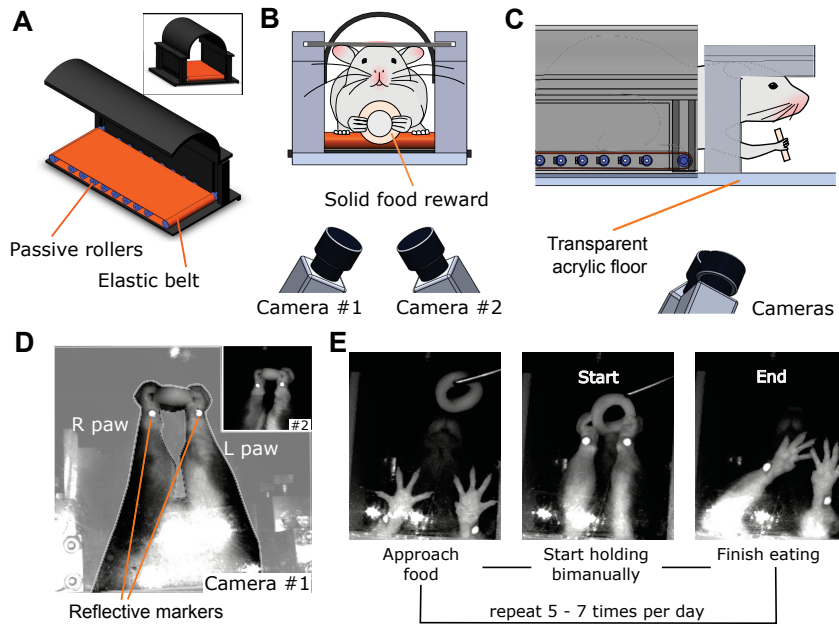 A
B
C
Solid food reward
Passive rollers
Elastic belt
Camera #1
Camera #2
Transparent
acrylic floor
Cameras
D
R paw
L paw
#2
Camera #1
Reflective markers
E
Start
End
Approach
food
Start holding
bimanually
Finish eating
repeat 5 - 7 times per day